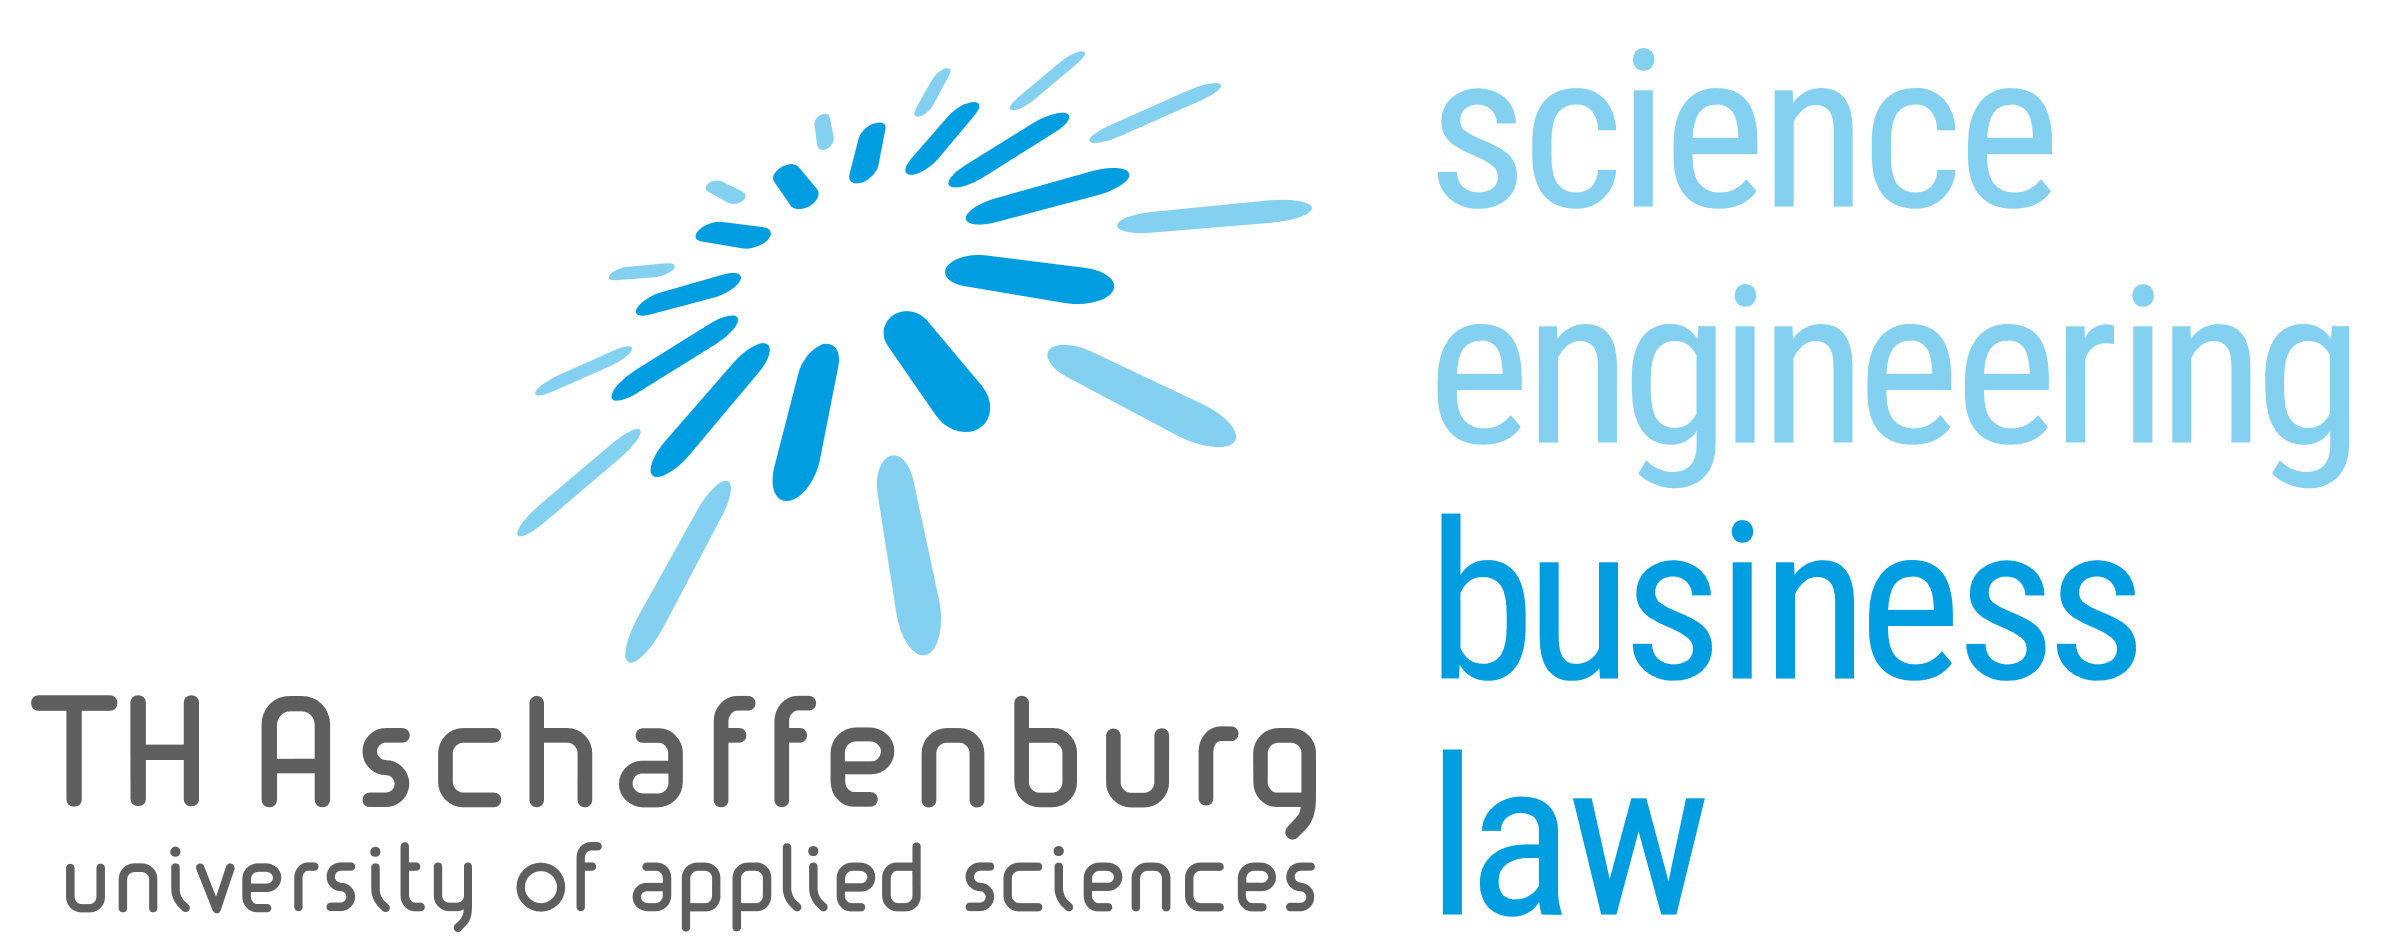 TH Aschaffenburg
university of applied sciences
science
engineering
business
law